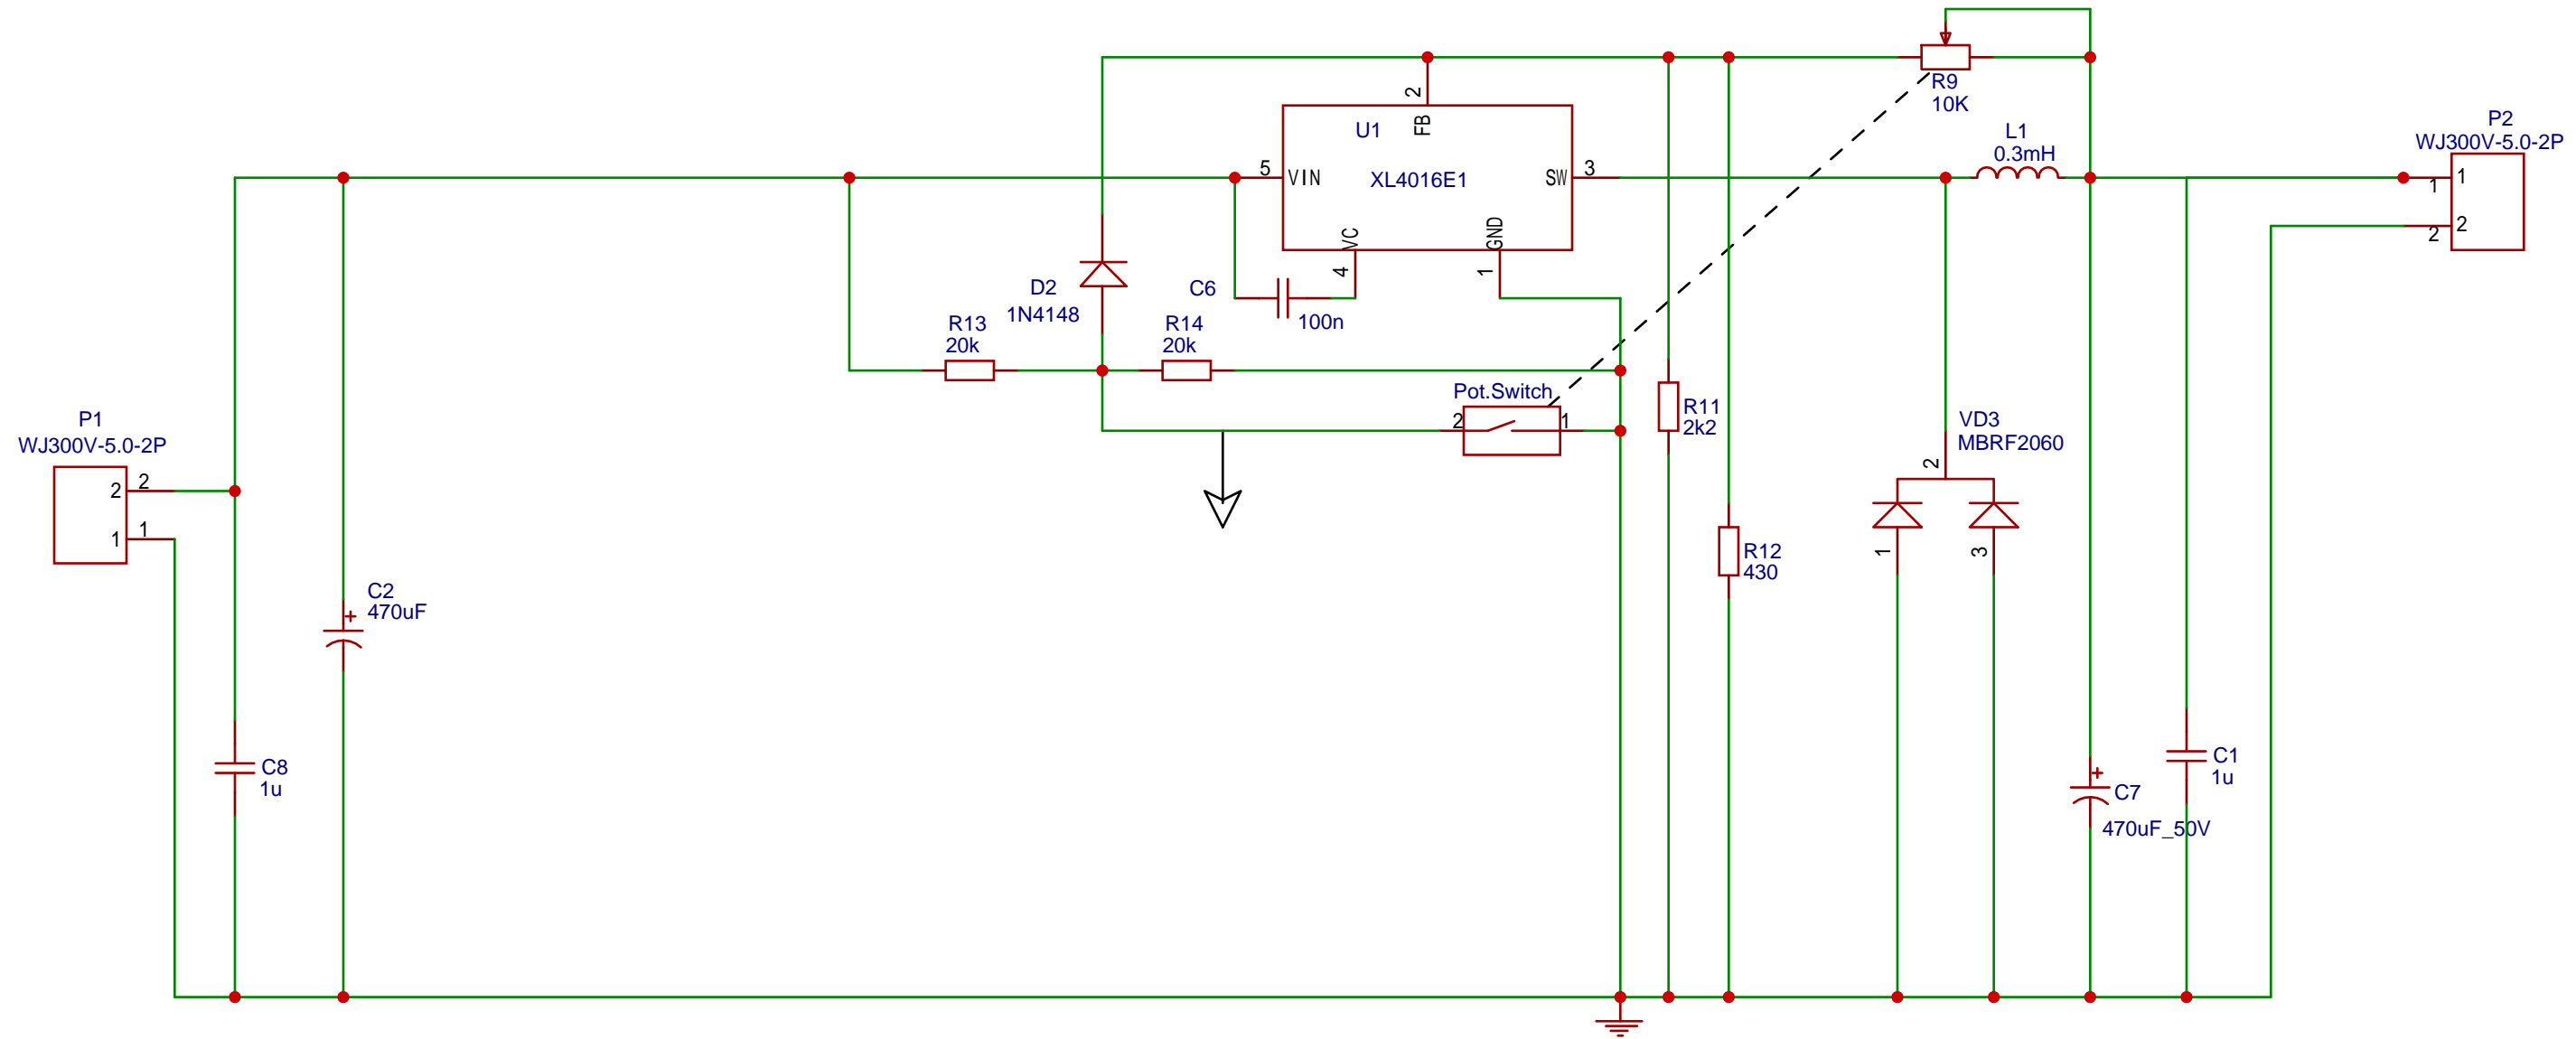 R9
10K
P2
WJ300V-5.0-2P
L1
0.3mH
U1
XL4016E1
2
FB
5
VIN
SW
3
VC
4
GND
1
1
1
2
2
D2
1N4148
C6
100n
R13
20k
R14
20k
Pot.Switch
2
1
R11
2k2
P1
WJ300V-5.0-2P
2
2
1
1
VD3
MBRF2060
2
1
3
R12
430
C2
470uF
+
C8
1u
C1
1u
+
C7
470uF_50V